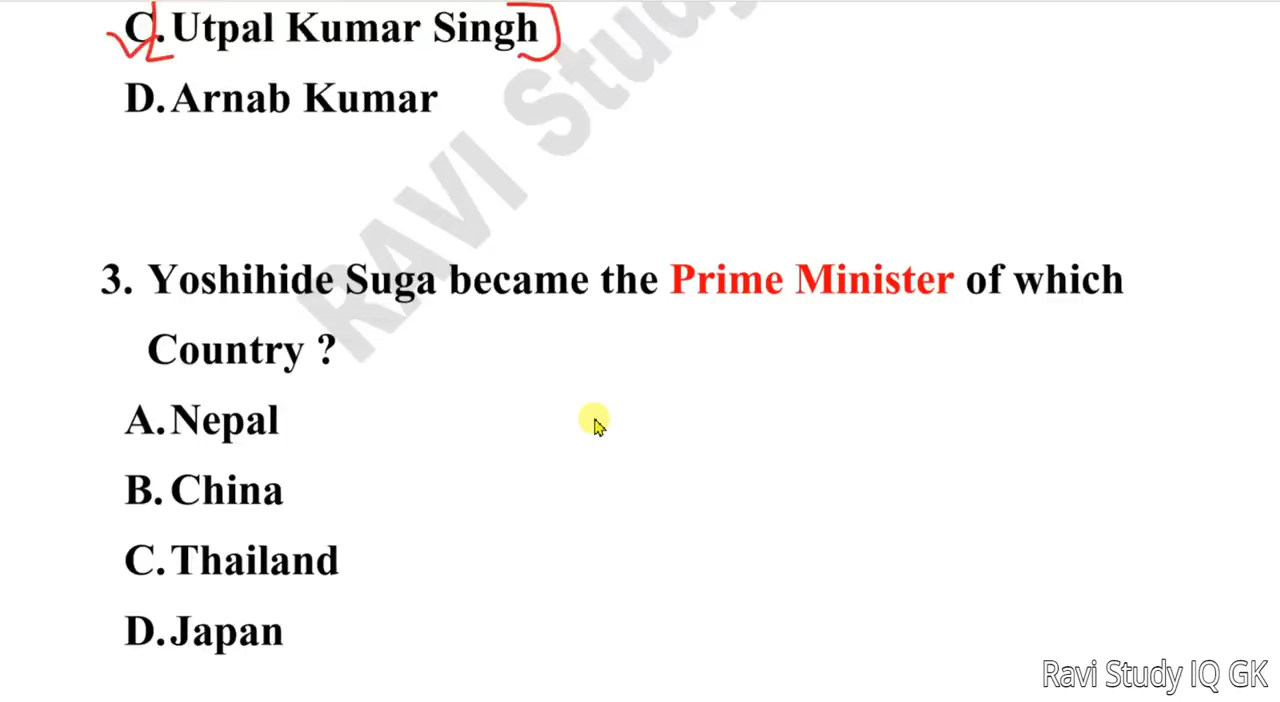 C. Utpal Kumar Singh
D. Arnab Kumar
RAVI Study
3. Yoshihide Suga became the Prime Minister of which
Country ?
A. Nepal
B. China
C. Thailand
D. Japan
Ravi Study IQ GK